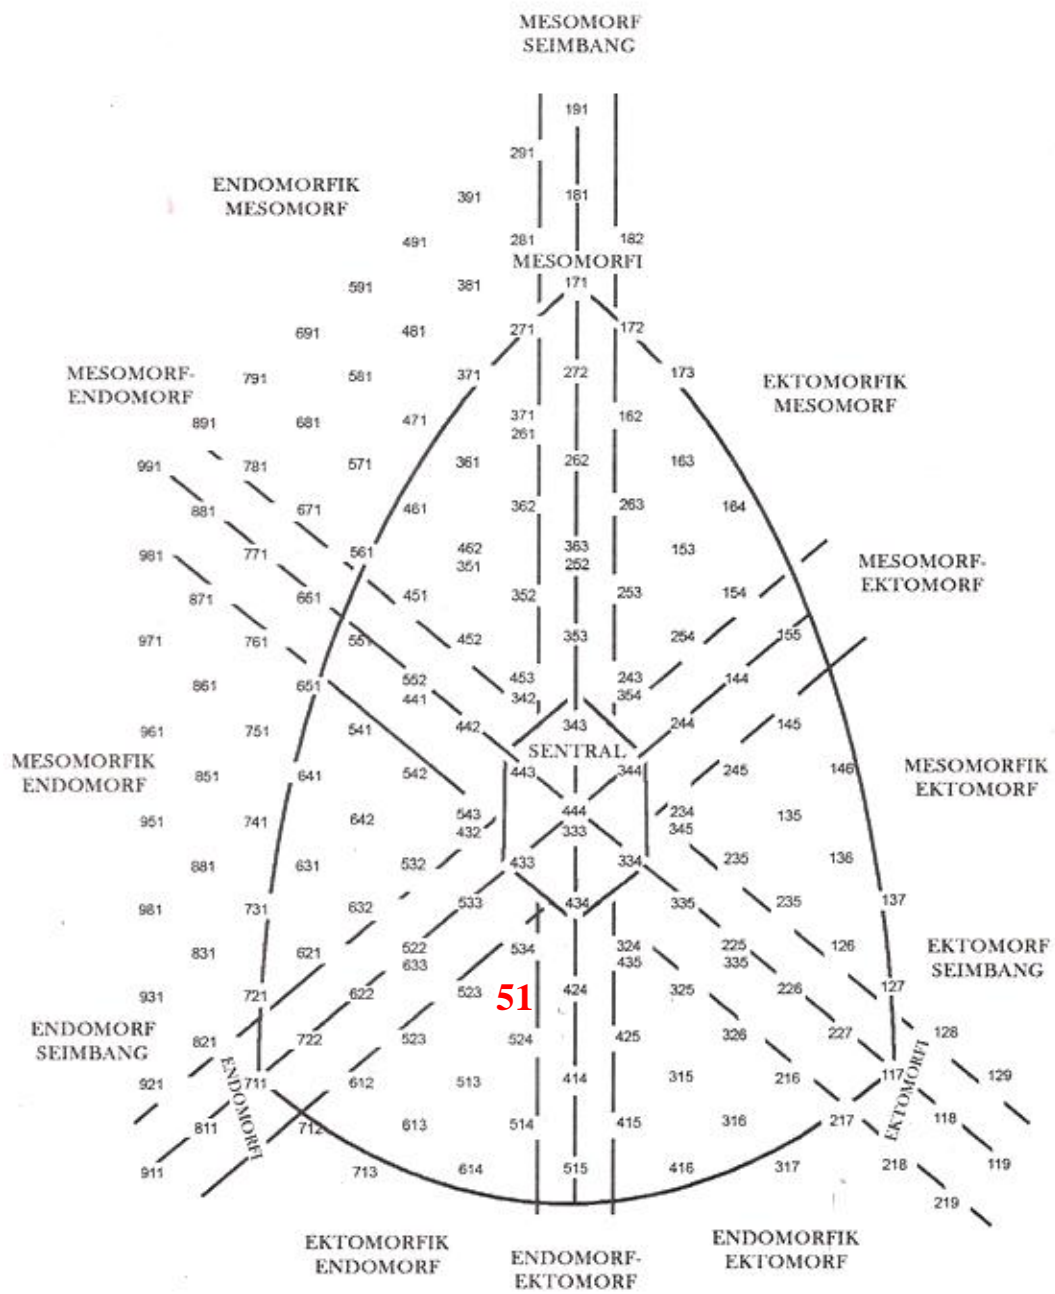 MESOMORF
SEIMBANG
191
291
ENDOMORFIK
MESOMORF
391 181
491 281 182
MESOMORFI
591 381 171
691 481 271 172
MESOMORF-
ENDOMORF
791 581 371 272 173
EKTOMORFIK
MESOMORF
891 681 471 371 162
261
991 781 571 361 262 163
881 671 461 362 263 164
981 771 561 462 363 153
351 252
MESOMORF-
EKTOMORF
871 661 451 352 253 154
971 761 551 452 353 254 155
861 651 552 453 243 144
441 342 354
961 751 541 442 343 244 145
MESOMORFIK
ENDOMORF
SENTRAL
MESOMORFIK
EKTOMORF
851 641 542 443 344 245 146
951 741 642 543 444 234 135
432 333 345
881 631 532 433 334 235 136
981 731 632 533 434 335 235 137
831 621 522 534 324 225 126
633 435 335
EKTOMORF
SEIMBANG
931 721 622 523 51 424 325 226 127
ENDOMORF
SEIMBANG
821 722 523 524 425 326 227 128
921 711 612 513 414 315 216 117 129
ENDOMORFI
EKTOMORFI
811 712 613 514 415 316 217 118
911 713 614 515 416 317 218 119
219
EKTOMORFIK
ENDOMORF
ENDOMORF-
EKTOMORF
ENDOMORFIK
EKTOMORF